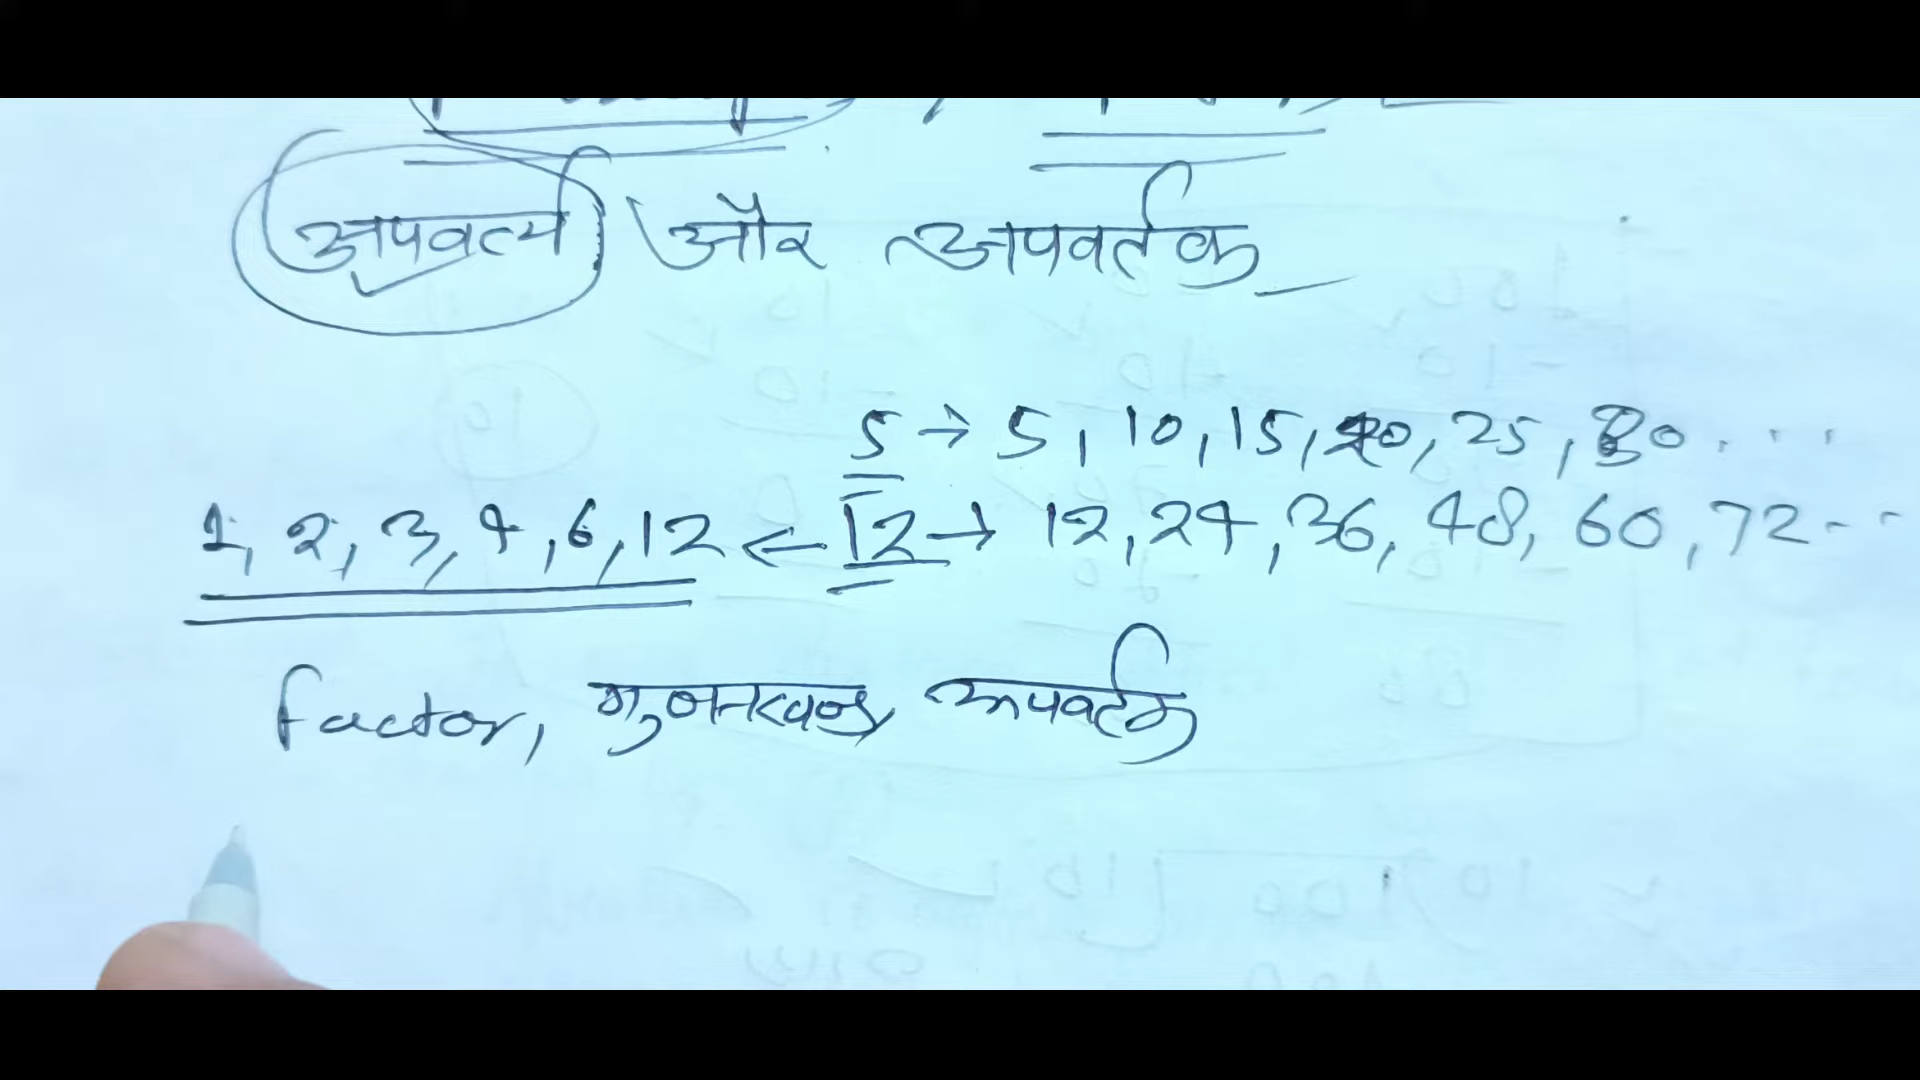 अपवर्त्य और अपवर्तक
5 → 5, 10, 15, 20, 25, 30 . . . .
1, 2, 3, 4, 6, 12 ← 12 → 12, 24, 36, 48, 60, 72 - - -
factor, गुणनखण्ड, अपवर्तक